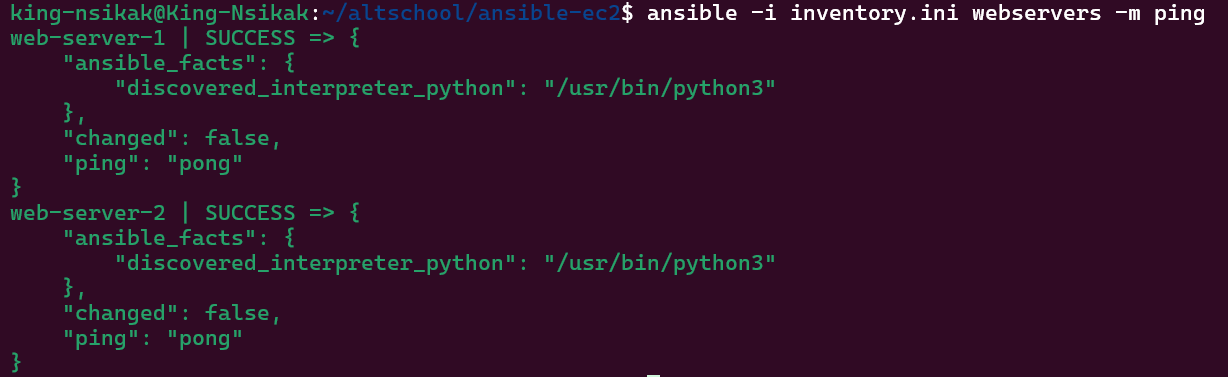 king-nsikak@King-Nsikak:~/altschool/ansible-ec2$ ansible -i inventory.ini webservers -m ping
web-server-1 | SUCCESS => {
    "ansible_facts": {
        "discovered_interpreter_python": "/usr/bin/python3"
    },
    "changed": false,
    "ping": "pong"
}
web-server-2 | SUCCESS => {
    "ansible_facts": {
        "discovered_interpreter_python": "/usr/bin/python3"
    },
    "changed": false,
    "ping": "pong"
}